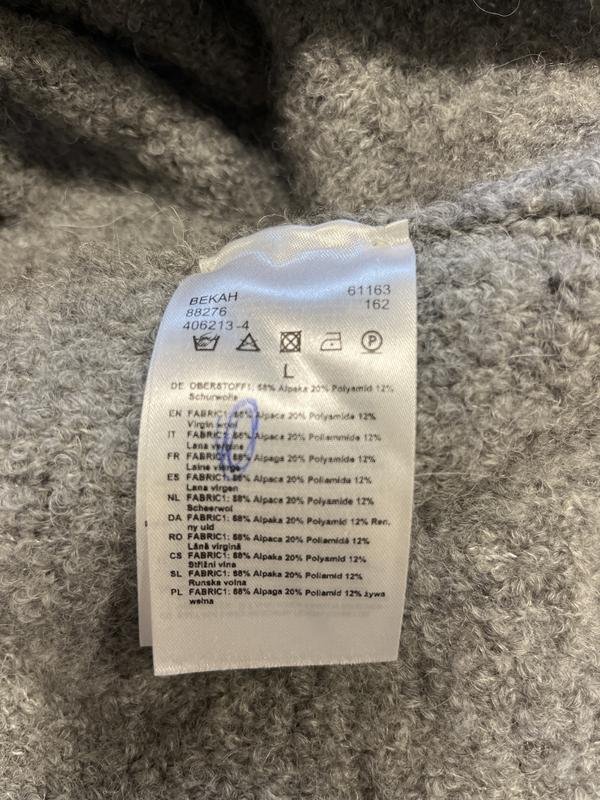 BEKAH 61163
88276 162
406213-4
P
L
DE OBERSTOFF1: 68% Alpaka 20% Polyamid 12%
Schurwolle
EN FABRIC1: 68% Alpaca 20% Polyamide 12%
Virgin wool
IT FABRIC1: 68% Alpaca 20% Poliammide 12%
Lana vergine
FR FABRIC1: 68% Alpaga 20% Polyamide 12%
Laine vierge
ES FABRIC1: 68% Alpaca 20% Poliamida 12%
Lana virgen
NL FABRIC1: 68% Alpaca 20% Polyamide 12%
Scheerwol
DA FABRIC1: 68% Alpaka 20% Polyamid 12% Ren,
ny uld
RO FABRIC1: 68% Alpaca 20% Poliamidă 12%
Lână virgină
CS FABRIC1: 68% Alpaka 20% Polyamid 12%
Střižní vlna
SL FABRIC1: 68% Alpaka 20% Poliamid 12%
Runska volna
PL FABRIC1: 68% Alpaga 20% Poliamid 12% żywa
wełna